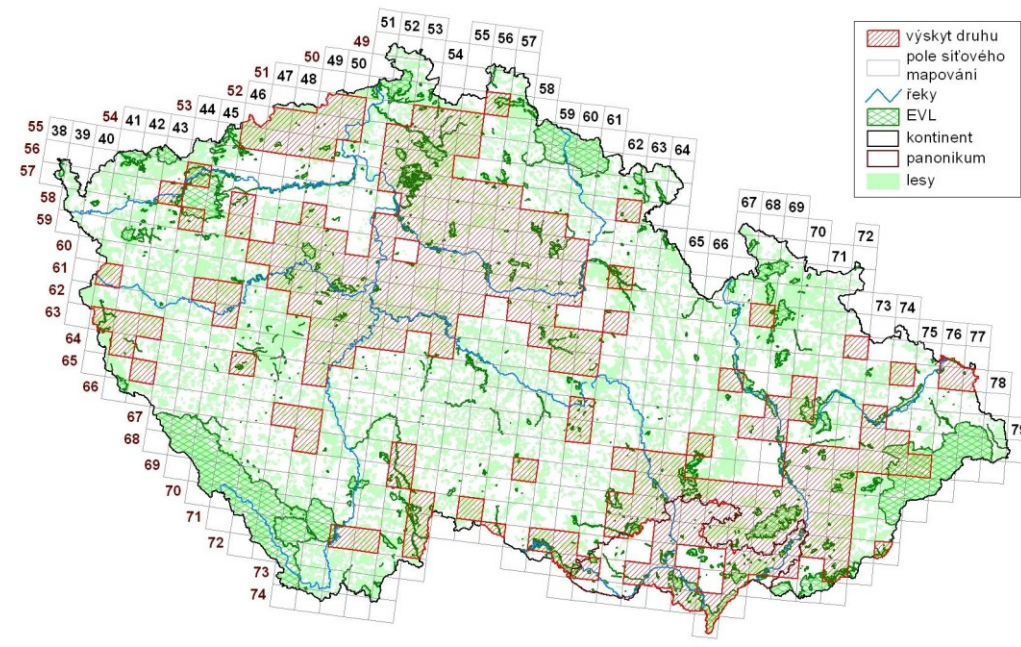 51 52 53
49
55 56 57
50 49 50
54
51 47 48
58
52 46
59 60 61
53 44 45
54 41 42 43
62 63 64
55 38 39 40
56
57
58
59
67 68 69
60
65 66
70
72
71
61
62
73 74
63
75 76 77
64
65
78
66
67
79
68
69
70
71
72
73
74
výskyt druhu
pole síťového
mapování
řeky
EVL
kontinent
panonikum
lesy